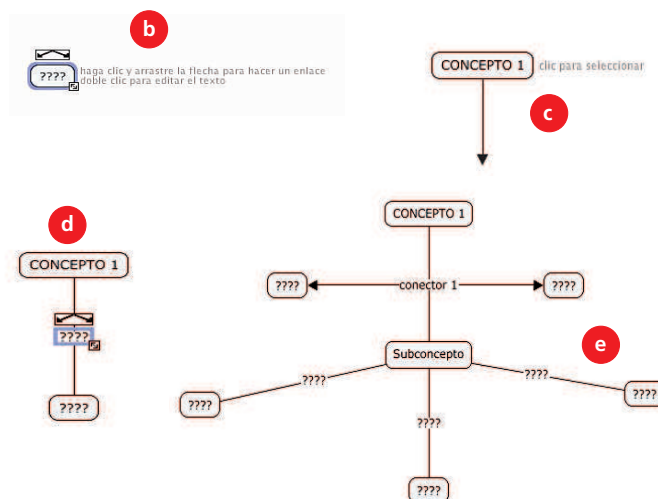 b
????
haga clic y arrastre la flecha para hacer un enlace
doble clic para editar el texto
CONCEPTO 1
clic para seleccionar
c
d
CONCEPTO 1
????
????
CONCEPTO 1
????
conector 1
????
Subconcepto
e
????
????
????
????
????
????